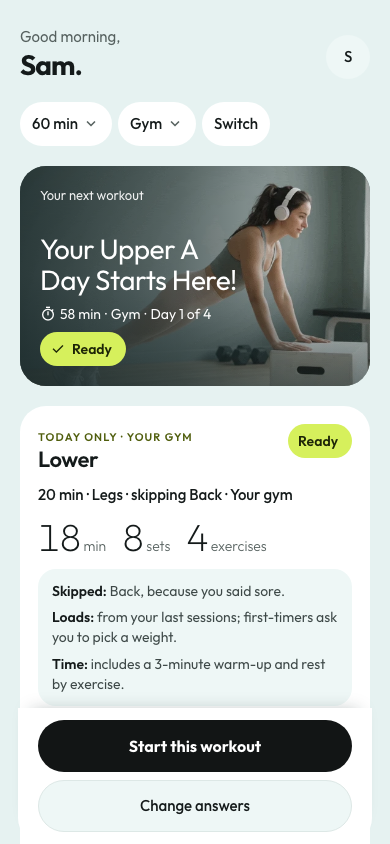 Good morning,
Sam.
S
60 min
Gym
Switch
Your next workout
Your Upper A
Day Starts Here!
58 min · Gym · Day 1 of 4
Ready
TODAY ONLY · YOUR GYM
Ready
Lower
20 min · Legs · skipping Back · Your gym
18 min 8 sets 4 exercises
Skipped: Back, because you said sore.
Loads: from your last sessions; first-timers ask
you to pick a weight.
Time: includes a 3-minute warm-up and rest
by exercise.
Start this workout
Change answers